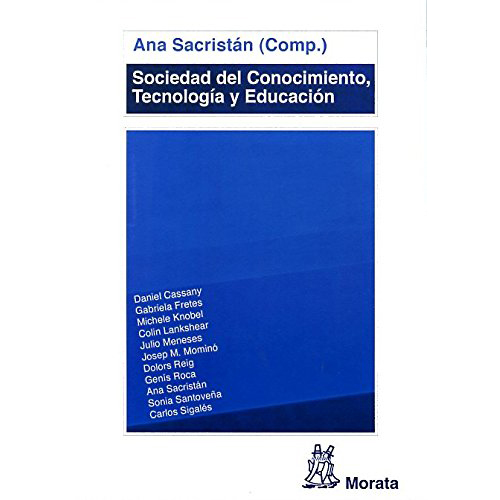 Ana Sacristán (Comp.)
Sociedad del Conocimiento,
Tecnología y Educación
Daniel Cassany
Gabriela Fretes
Michele Knobel
Colin Lankshear
Julio Meneses
Josep M. Mominó
Dolors Reig
Genís Roca
Ana Sacristán
Sonia Santoveña
Carlos Sigalés
Morata